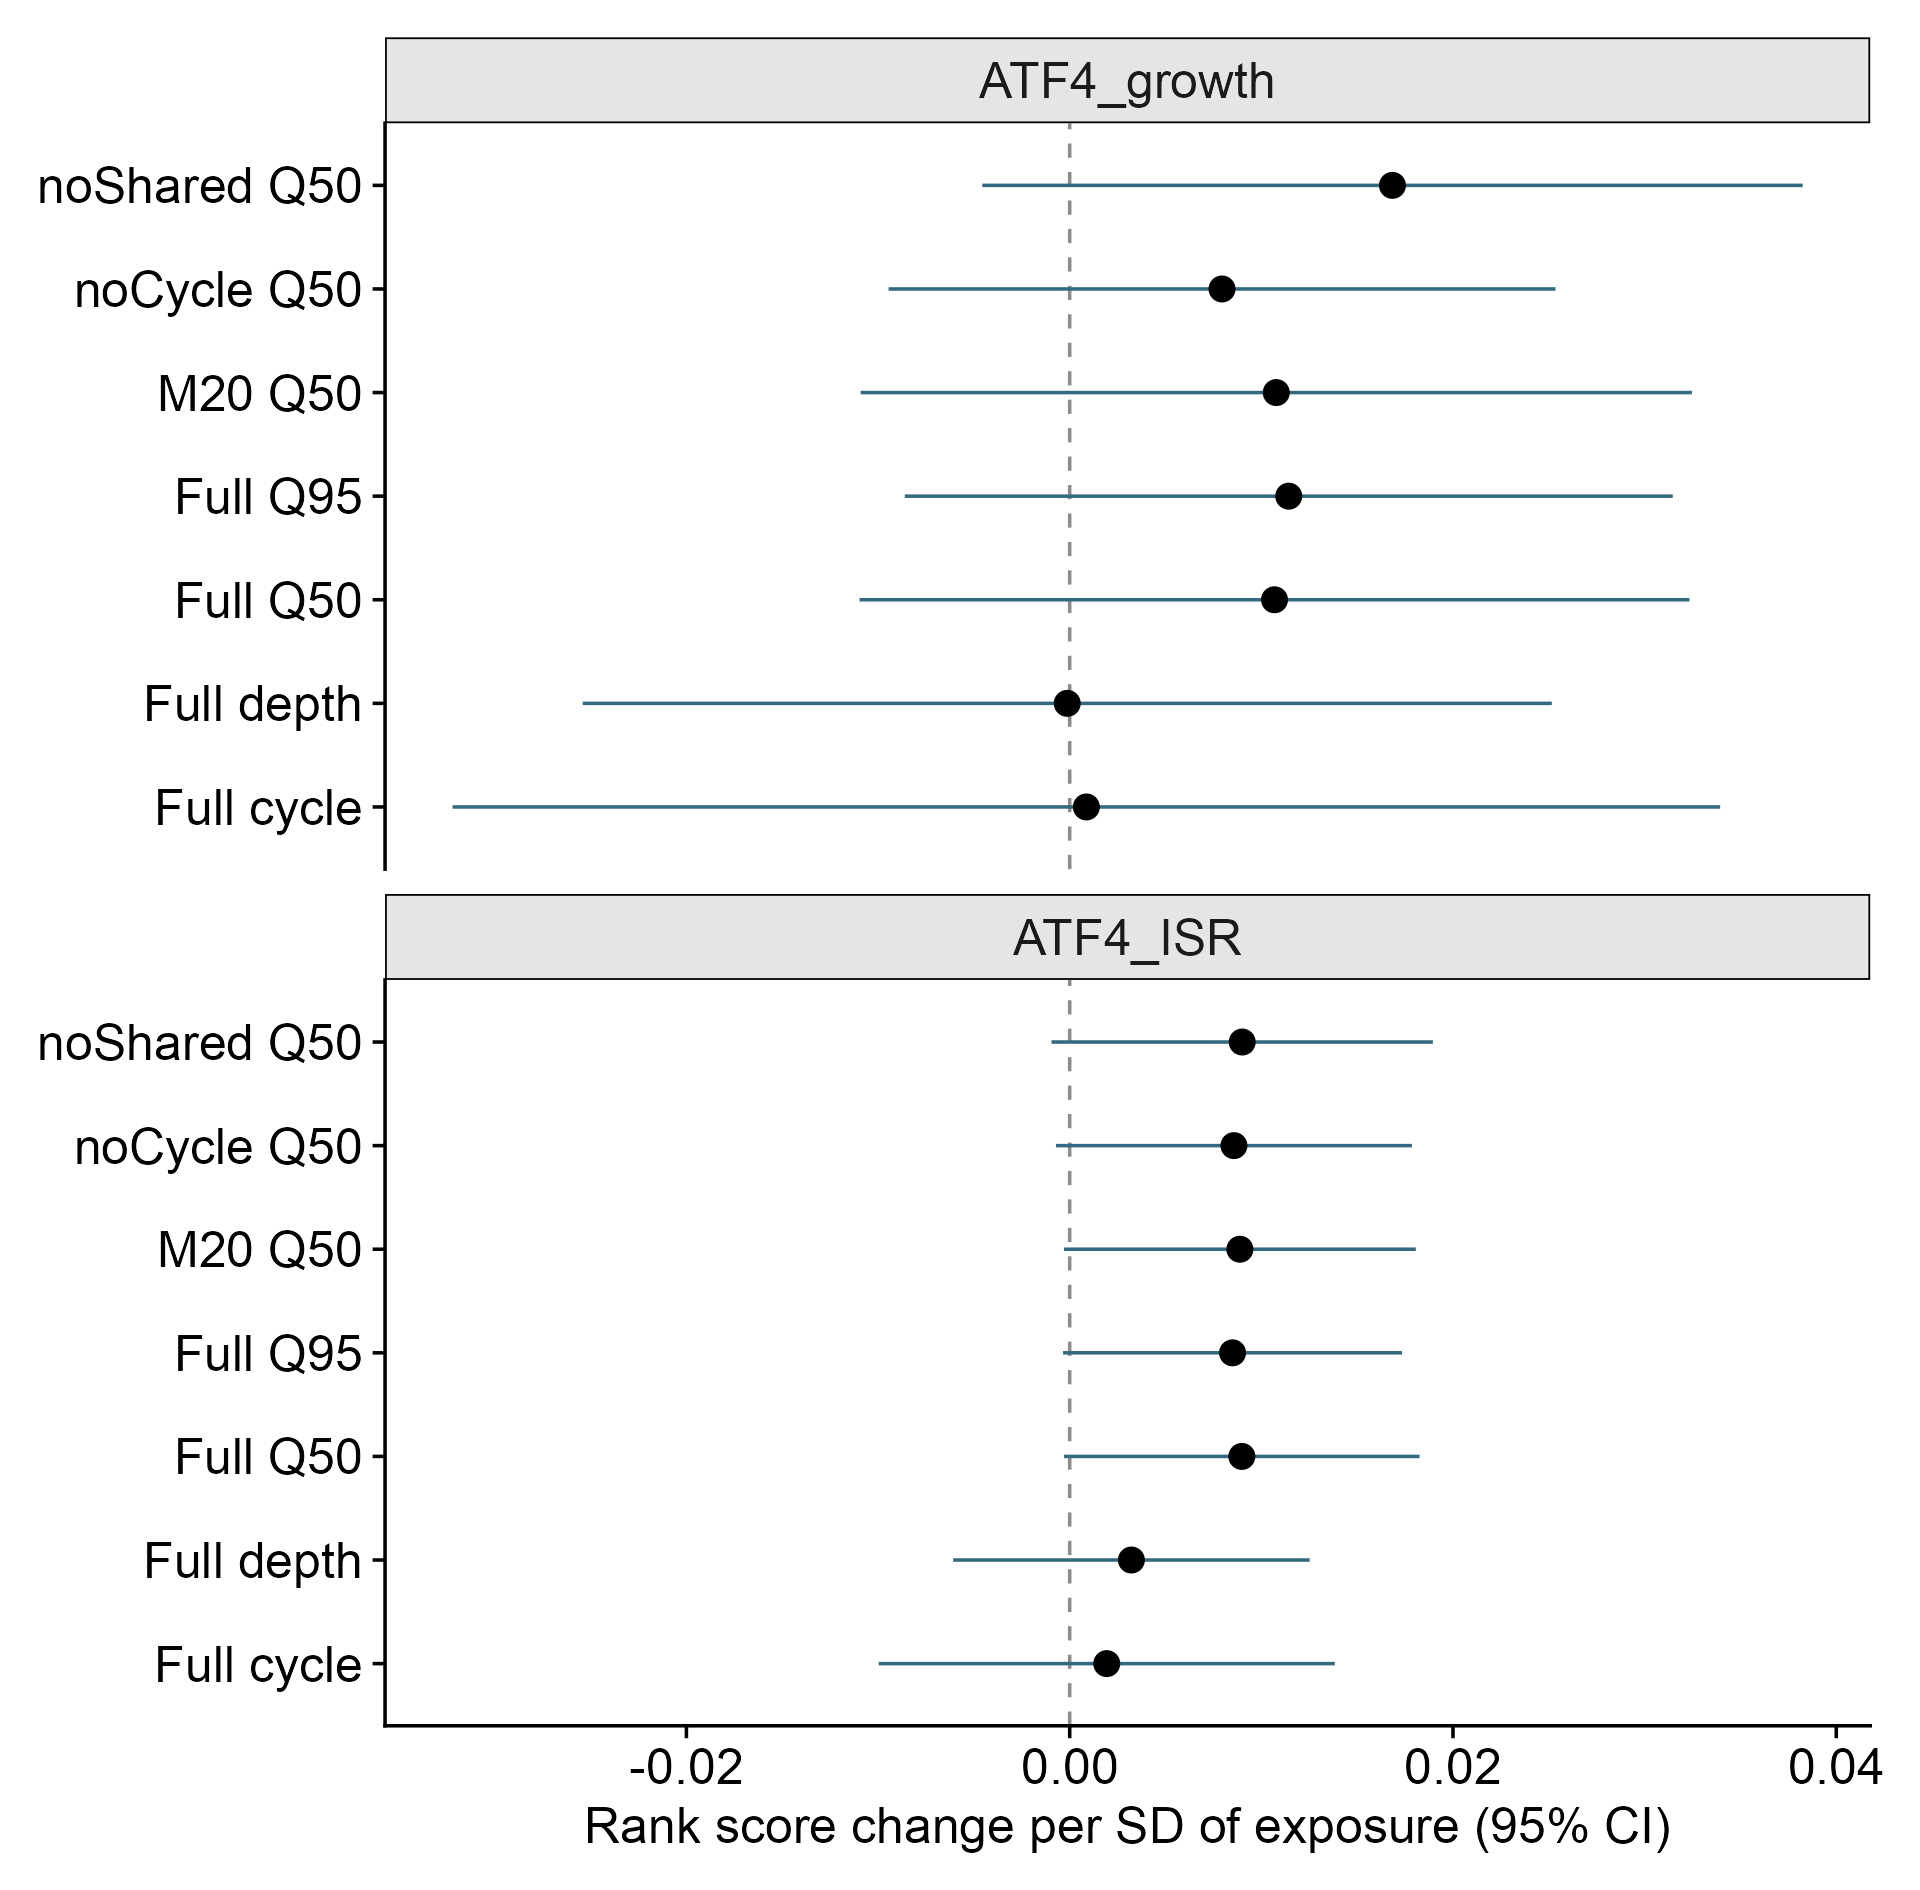 ATF4_growth
noShared Q50
noCycle Q50
M20 Q50
Full Q95
Full Q50
Full depth
Full cycle
ATF4_ISR
noShared Q50
noCycle Q50
M20 Q50
Full Q95
Full Q50
Full depth
Full cycle
-0.02 0.00 0.02 0.04
Rank score change per SD of exposure (95% CI)